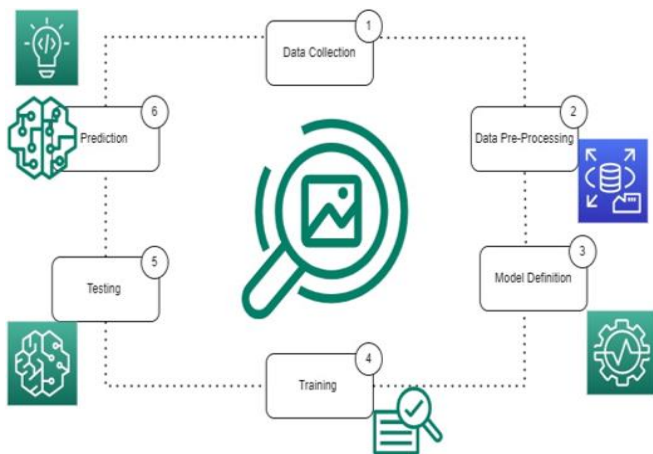 1
Data Collection
2
Data Pre-Processing
3
Model Definition
4
Training
5
Testing
6
Prediction